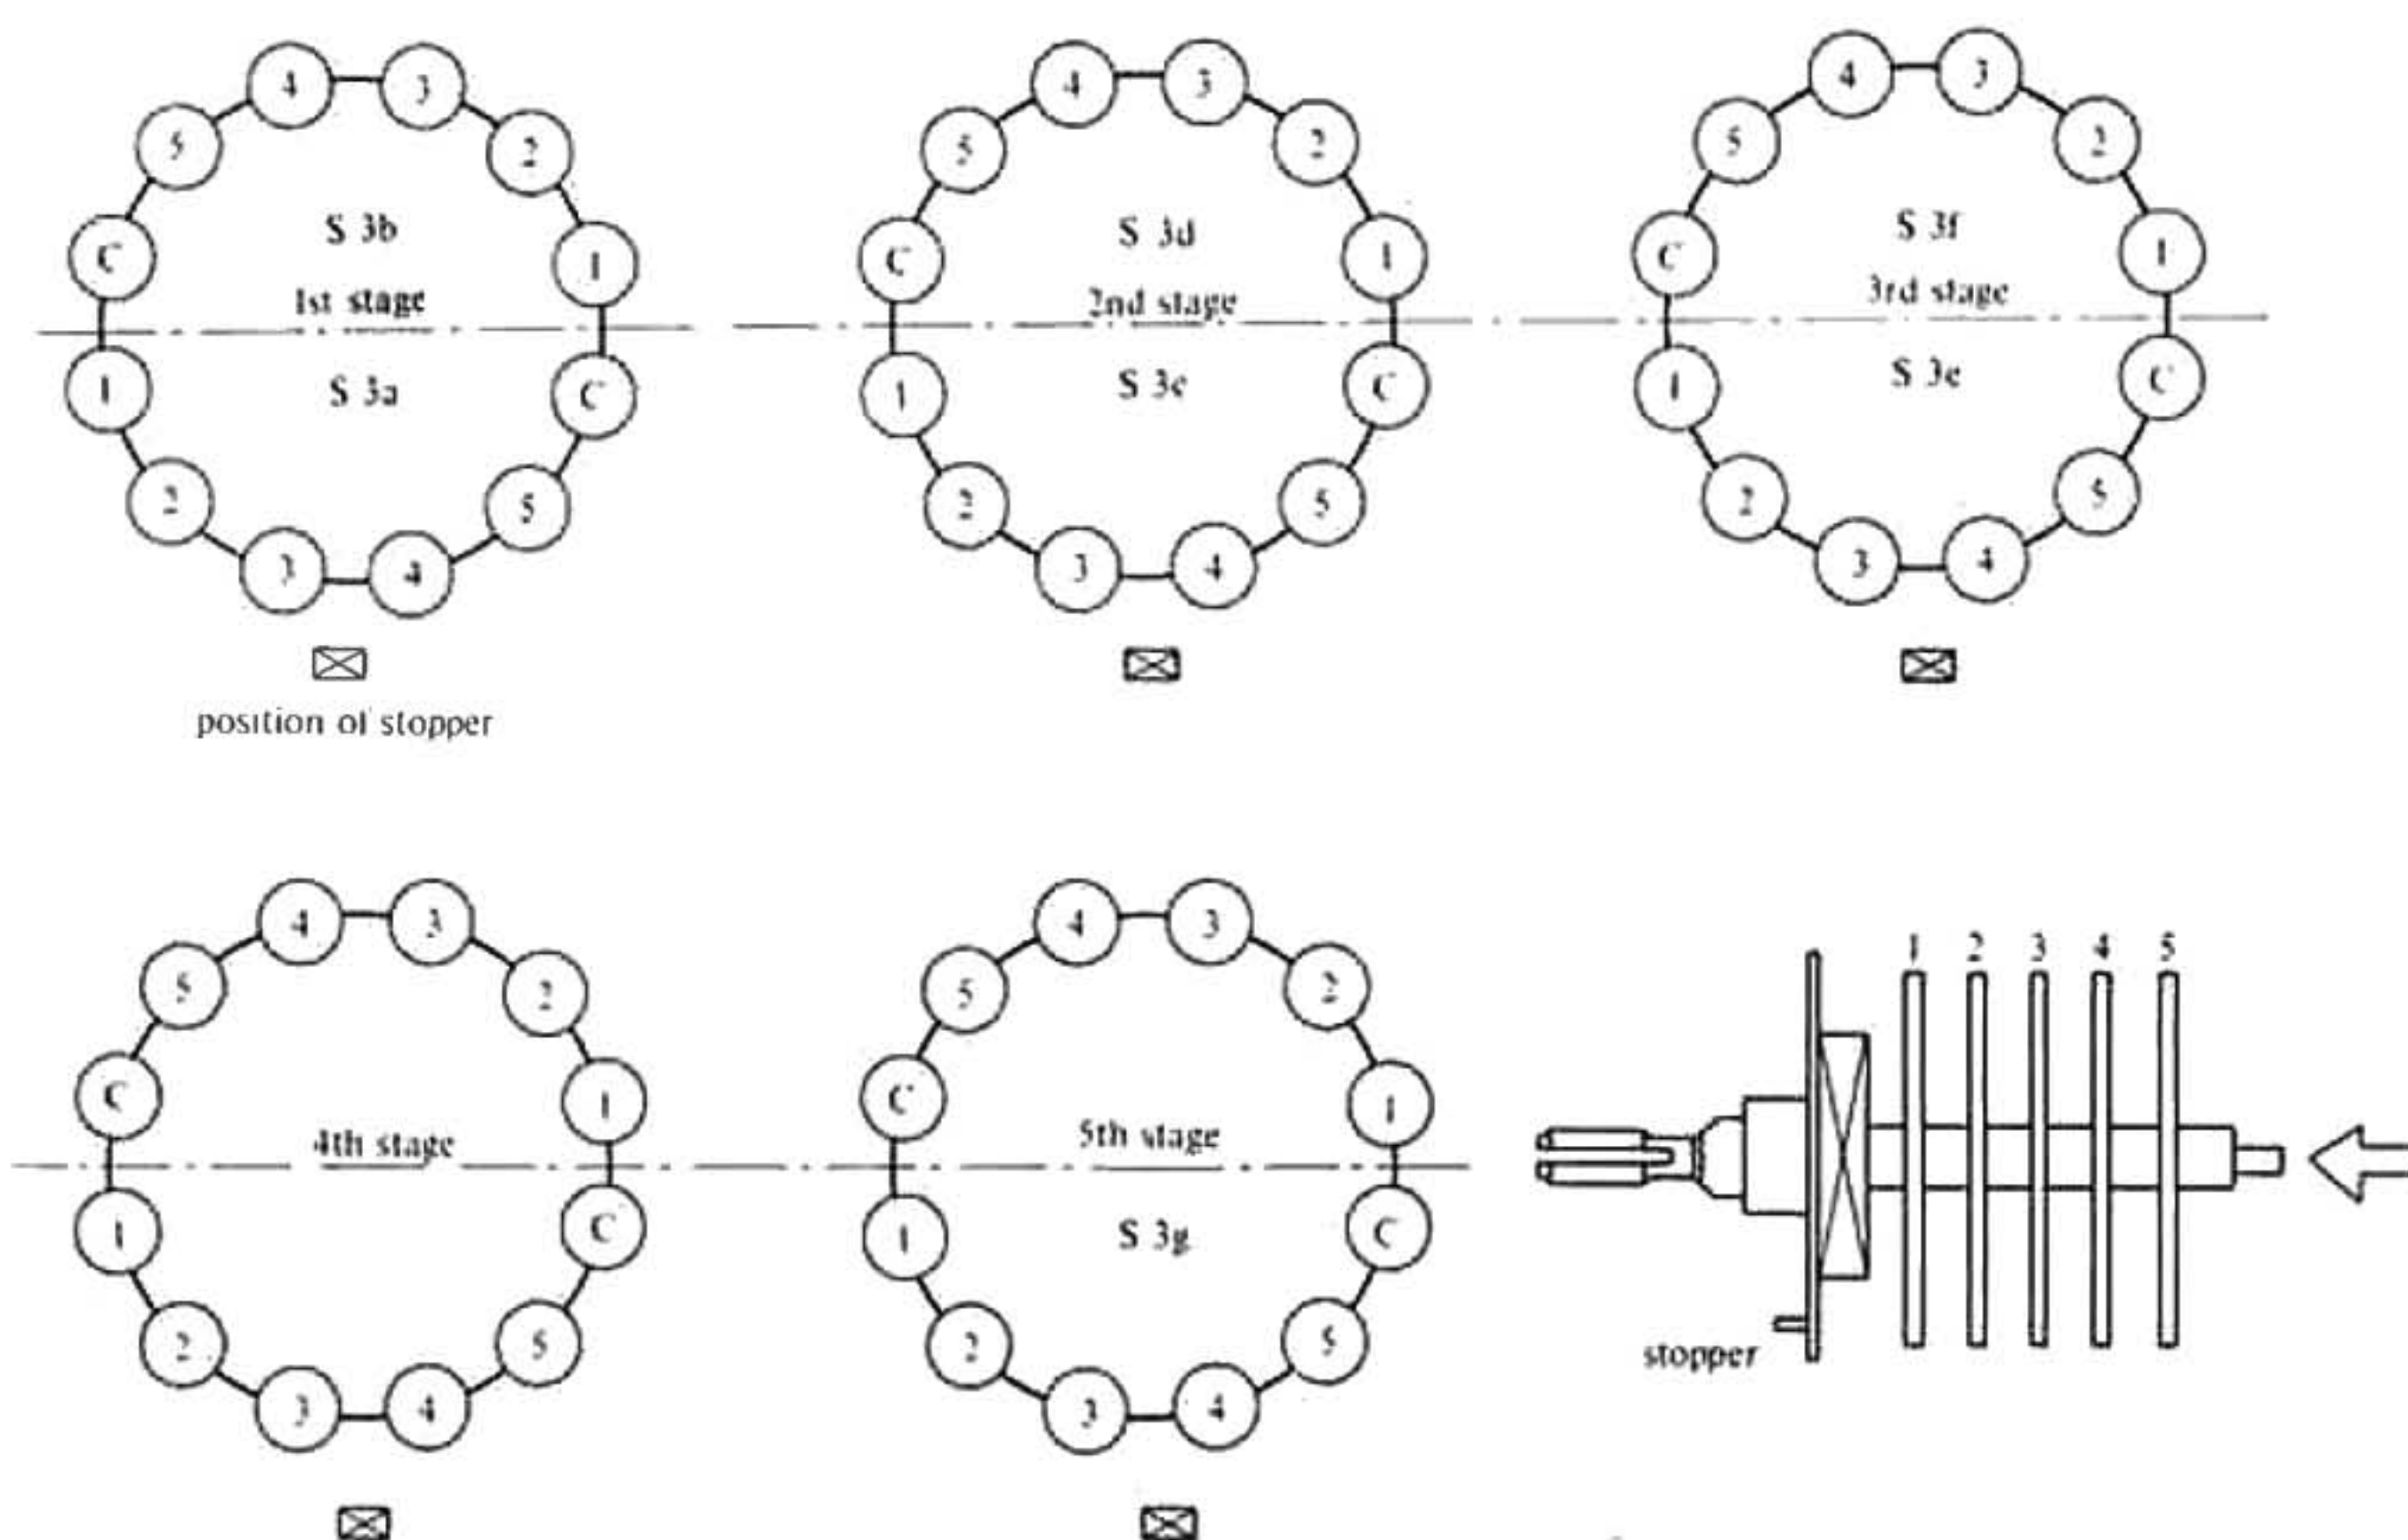 4 3
5 2
S 3b
C 1
1st stage
S 3a
1 C
2 5
3 4
position of stopper
4 3
5 2
S 3d
C 1
2nd stage
S 3c
1 C
2 5
3 4
4 3
5 2
S 3f
C 1
3rd stage
S 3e
1 C
2 5
3 4
4 3
5 2
C 1
4th stage
1 C
2 5
3 4
4 3
5 2
C 1
5th stage
S 3g
1 C
2 5
3 4
1 2 3 4 5
stopper